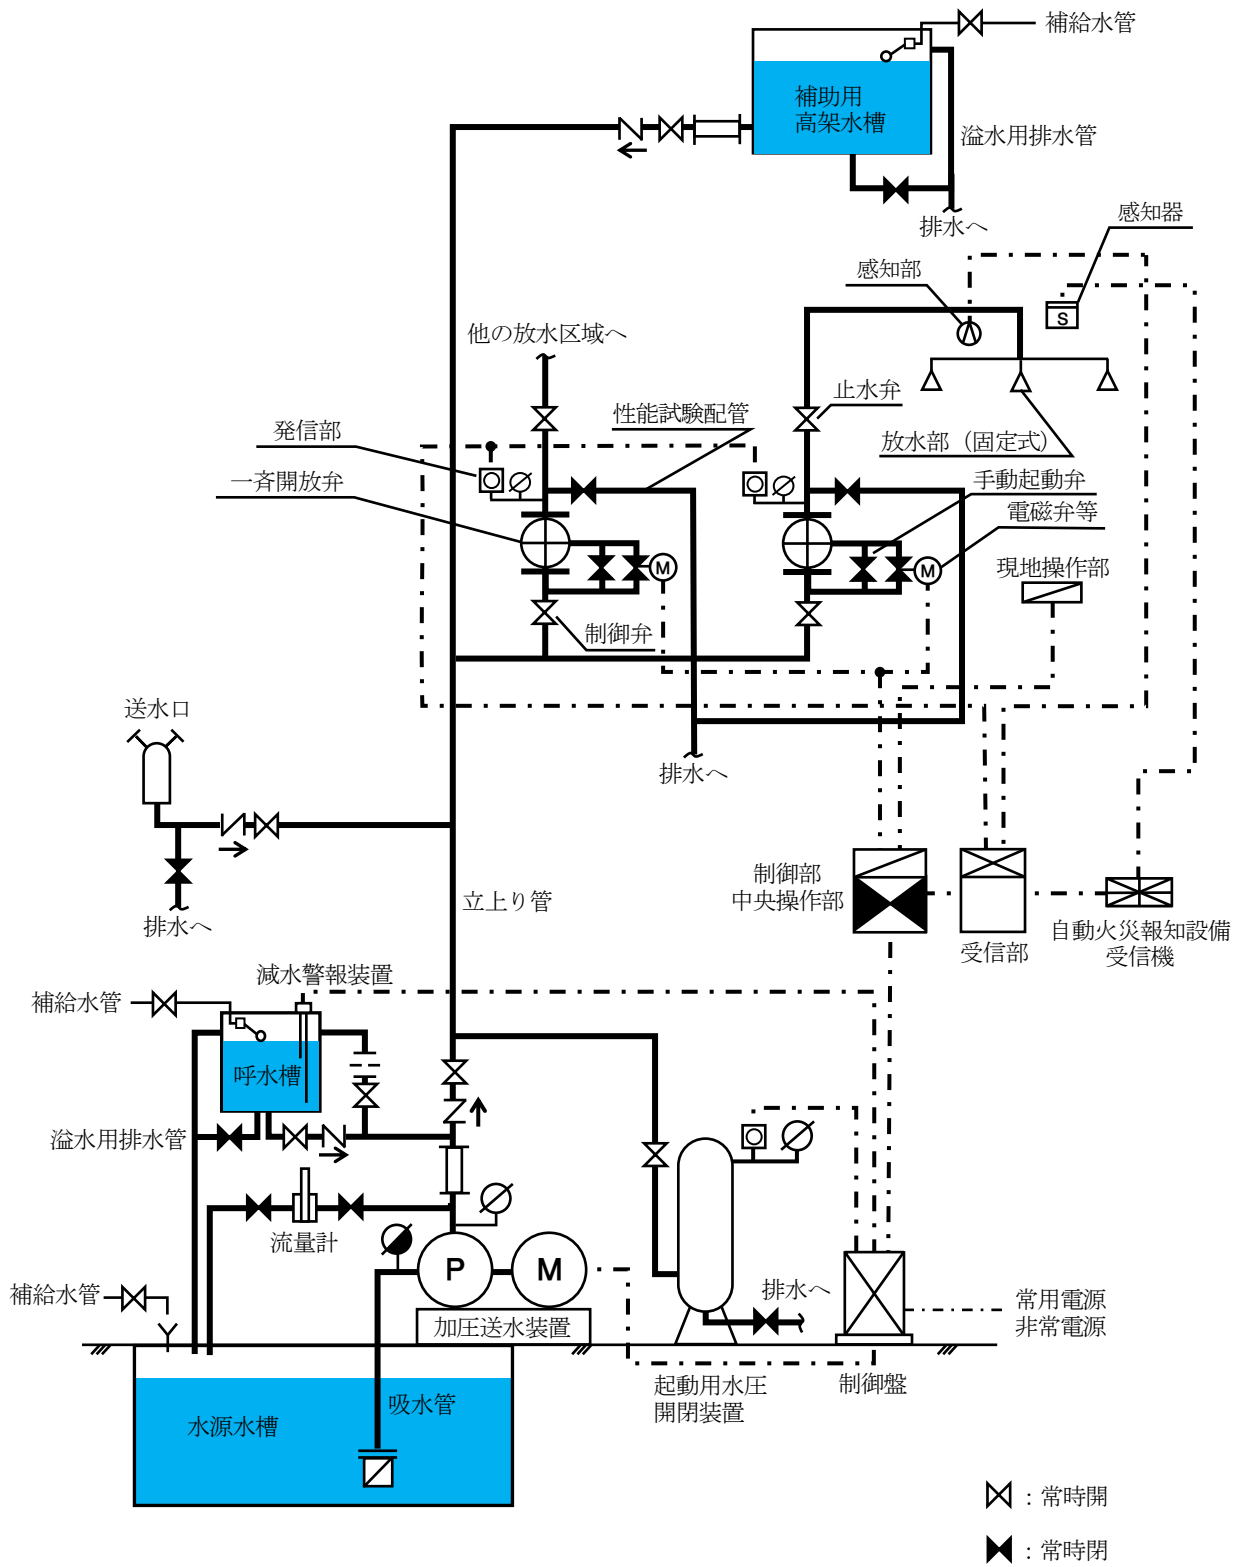 補給水管
補助用
高架水槽
溢水用排水管
排水へ
感知器
感知部
S
他の放水区域へ
止水弁
性能試験配管
発信部
放水部（固定式）
一斉開放弁
手動起動弁
電磁弁等
M
M
現地操作部
制御弁
送水口
排水へ
制御部
中央操作部
立上り管
排水へ
自動火災報知設備
受信機
受信部
減水警報装置
補給水管
呼水槽
溢水用排水管
流量計
P
M
補給水管
排水へ
常用電源
非常電源
加圧送水装置
起動用水圧
開閉装置
制御盤
吸水管
水源水槽
：常時開
：常時閉